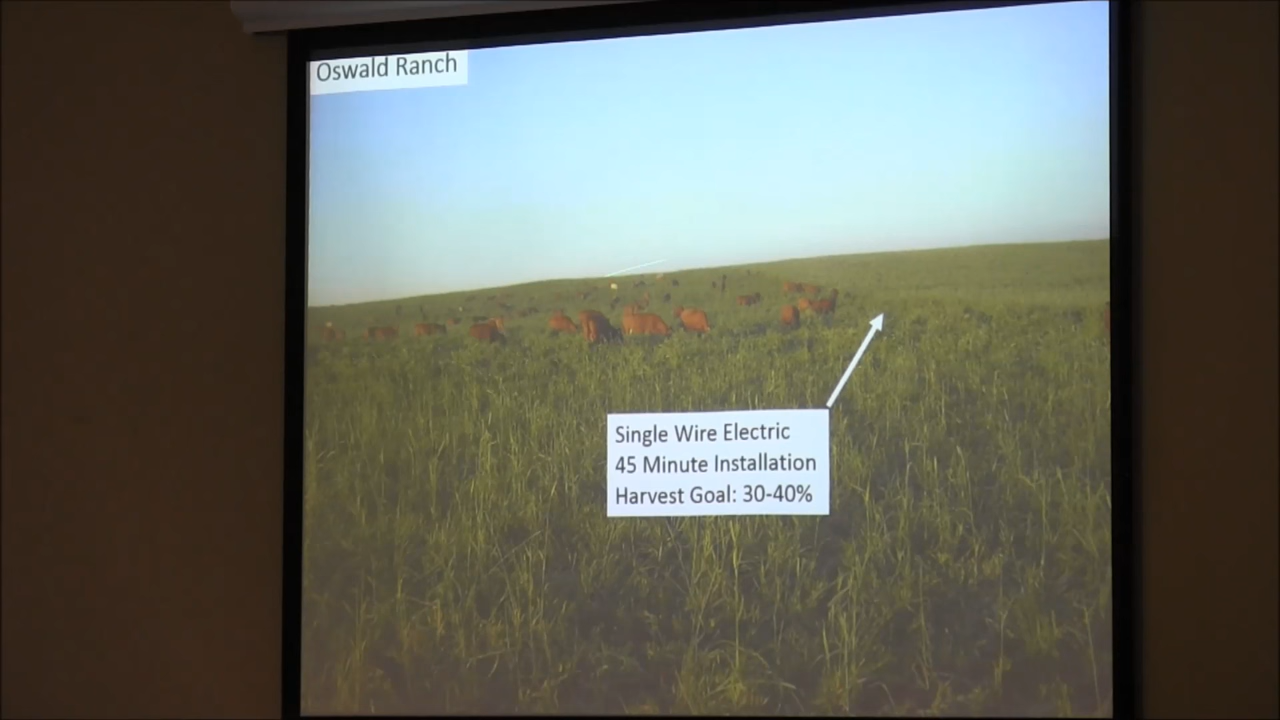 Oswald Ranch
Single Wire Electric
45 Minute Installation
Harvest Goal: 30-40%